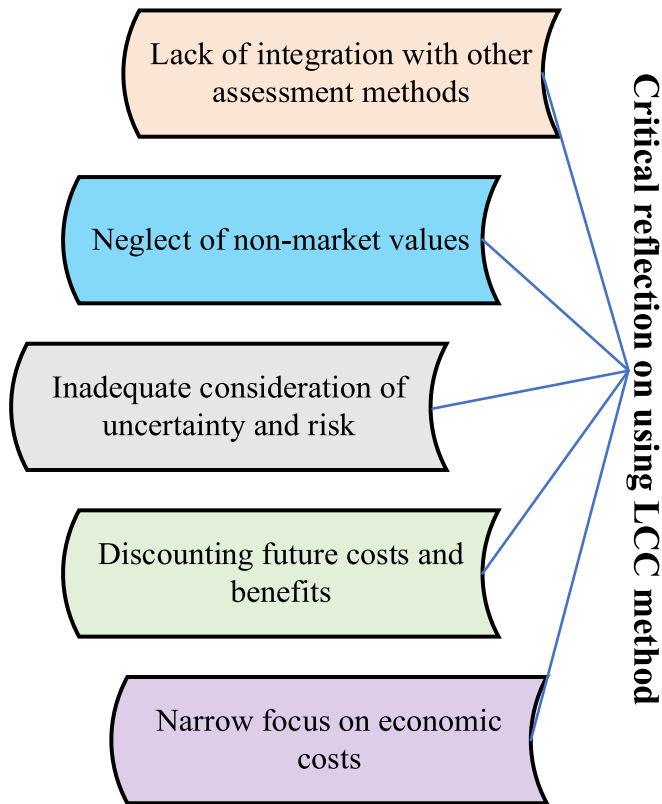 Lack of integration with other
assessment methods
Neglect of non-market values
Inadequate consideration of
uncertainty and risk
Discounting future costs and
benefits
Narrow focus on economic
costs
Critical reflection on using LCC method